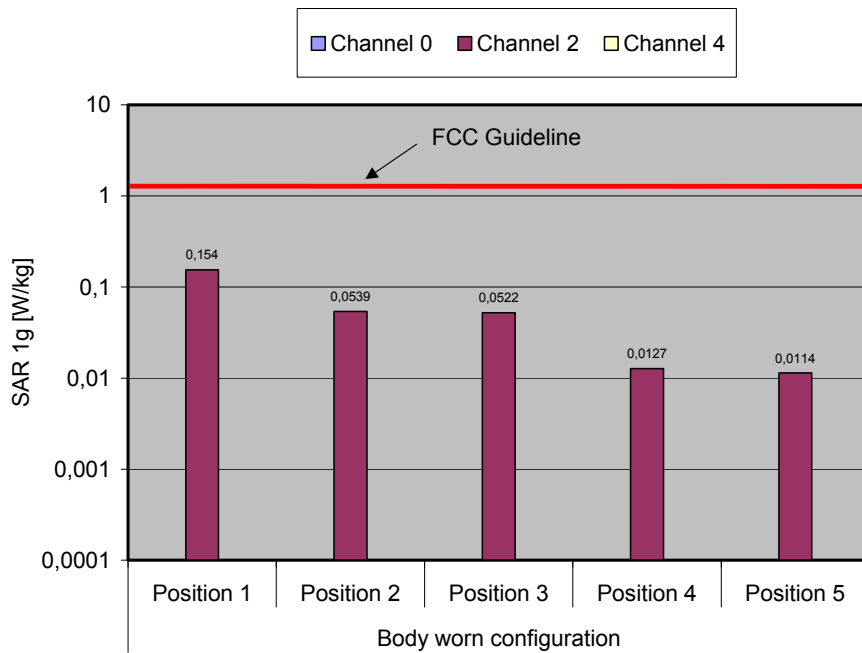 Channel 0 Channel 2 Channel 4
10
FCC Guideline
1
0,154
0,1
0,0539
0,0522
0,0127
0,0114
0,01
0,001
0,0001
SAR 1g [W/kg]
Position 1 Position 2 Position 3 Position 4 Position 5
Body worn configuration